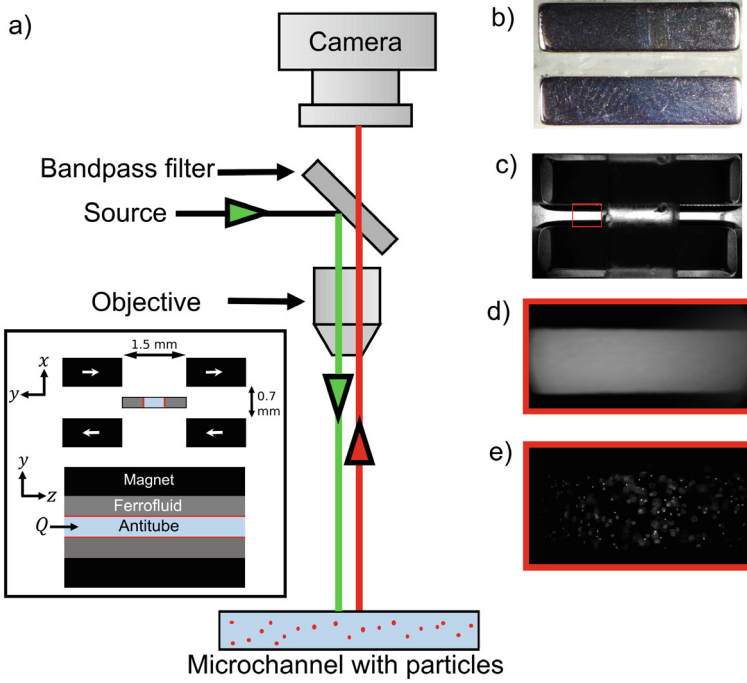 a)
Camera
Bandpass filter
Source
Objective
1.5 mm
x
y
0.7
mm
y
z
Magnet
Ferrofluid
Q
Antitube
Microchannel with particles
b)
c)
d)
e)